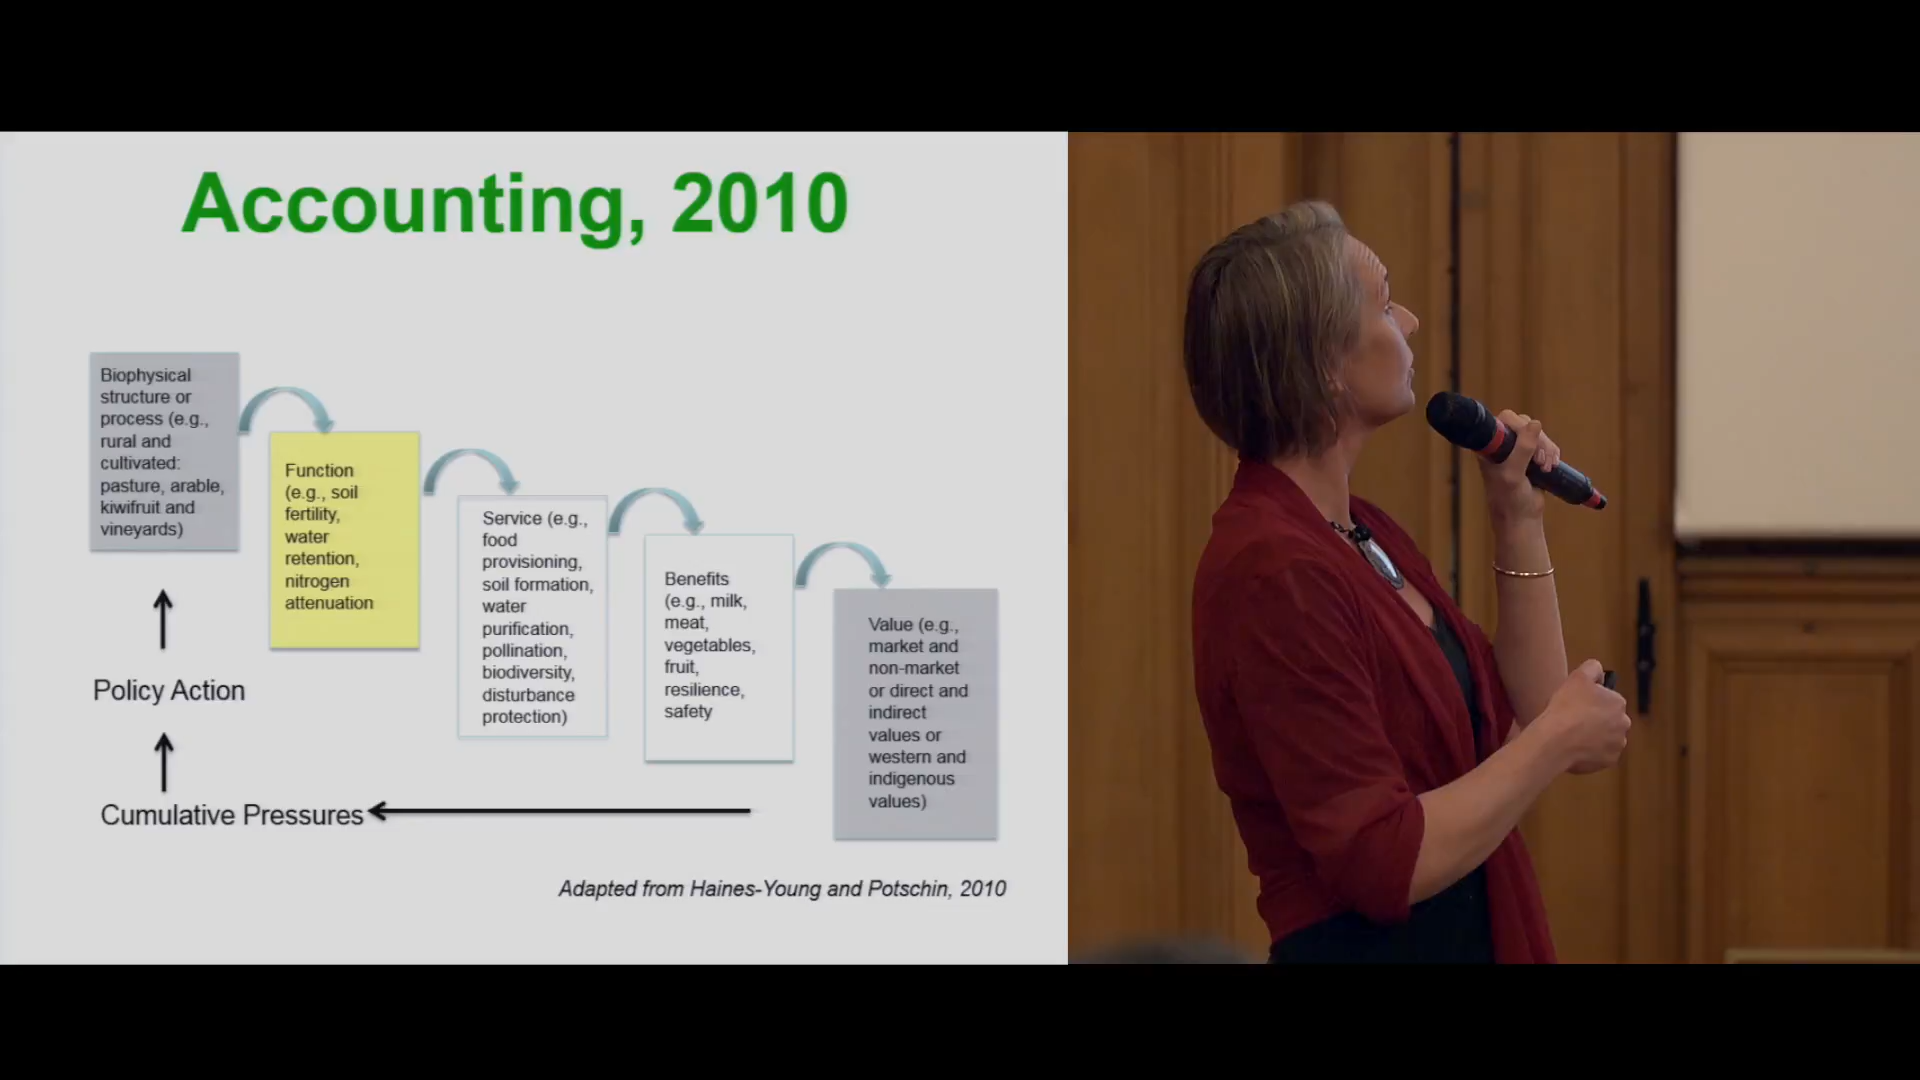 Accounting, 2010
Biophysical
structure or
process (e.g.,
rural and
cultivated:
pasture, arable,
kiwifruit and
vineyards)
Function
(e.g., soil
fertility,
water
retention,
nitrogen
attenuation
Service (e.g.,
food
provisioning,
soil formation,
water
purification,
pollination,
biodiversity,
disturbance
protection)
Benefits
(e.g., milk,
meat,
vegetables,
fruit,
resilience,
safety
Value (e.g.,
market and
non-market
or direct and
indirect
values or
western and
indigenous
values)
Policy Action
Cumulative Pressures
Adapted from Haines-Young and Potschin, 2010